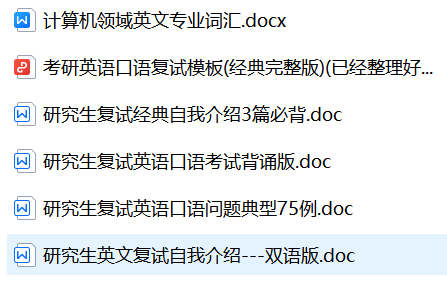 计算机领域英文专业词汇.docx
考研英语口语复试模板(经典完整版)(已经整理好...
研究生复试经典自我介绍3篇必背.doc
研究生复试英语口语考试背诵版.doc
研究生复试英语口语问题典型75例.doc
研究生英文复试自我介绍---双语版.doc